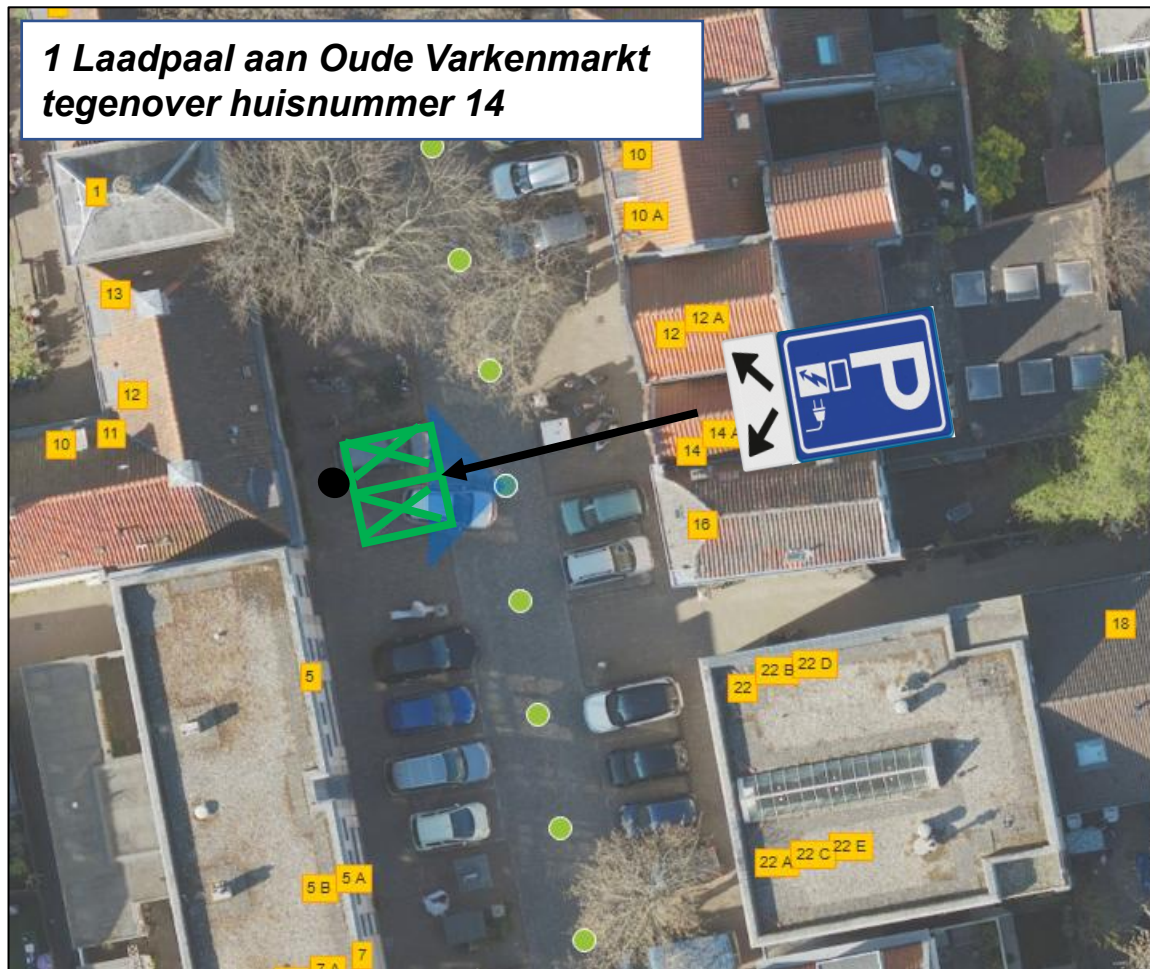 1 Laadpaal aan Oude Varkenmarkt
tegenover huisnummer 14
1
10
10 A
13
12
12 A
12
10
11
14 A
14
P
16
5
18
22
22 B
22 D
5 B
5 A
22 A
22 C
22 E
7 A
7